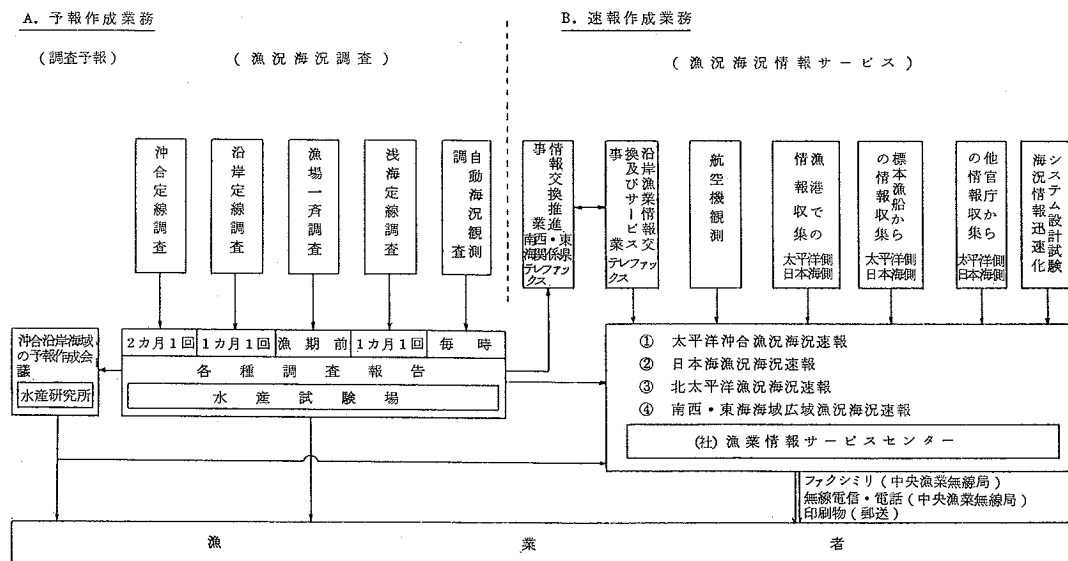 A. 予報作成業務
B. 速報作成業務
(調査予報)
(漁況海況調査)
(漁況海況情報サービス)
沖合定線調査
沿岸定線調査
漁場一斉調査
浅海定線調査
自動海況観測
調査
情報交換推進
事業
南西・東
海関係県
テレファッ
クス
沿岸漁業情報交
換及びサービス
事業
テレファッ
クス
航空機観測
漁港での
情報収集
太平洋側
日本海側
標本漁船から
の情報収集
太平洋側
日本海側
他官庁から
の情報収集
太平洋側
日本海側
海況情報迅速化
システム設計試験
2カ月1回
1カ月1回
漁期前
1カ月1回
毎時
各種調査報告
水産試験場
沖合沿岸海域
の予報作成会
議
水産研究所
① 太平洋沖合漁況海況速報
② 日本海漁況海況速報
③ 北太平洋漁況海況速報
④ 南西・東海海域広域漁況海況速報
(社)漁業情報サービスセンター
ファクシミリ(中央漁業無線局)
無線電信・電話(中央漁業無線局)
印刷物(郵送)
漁業者